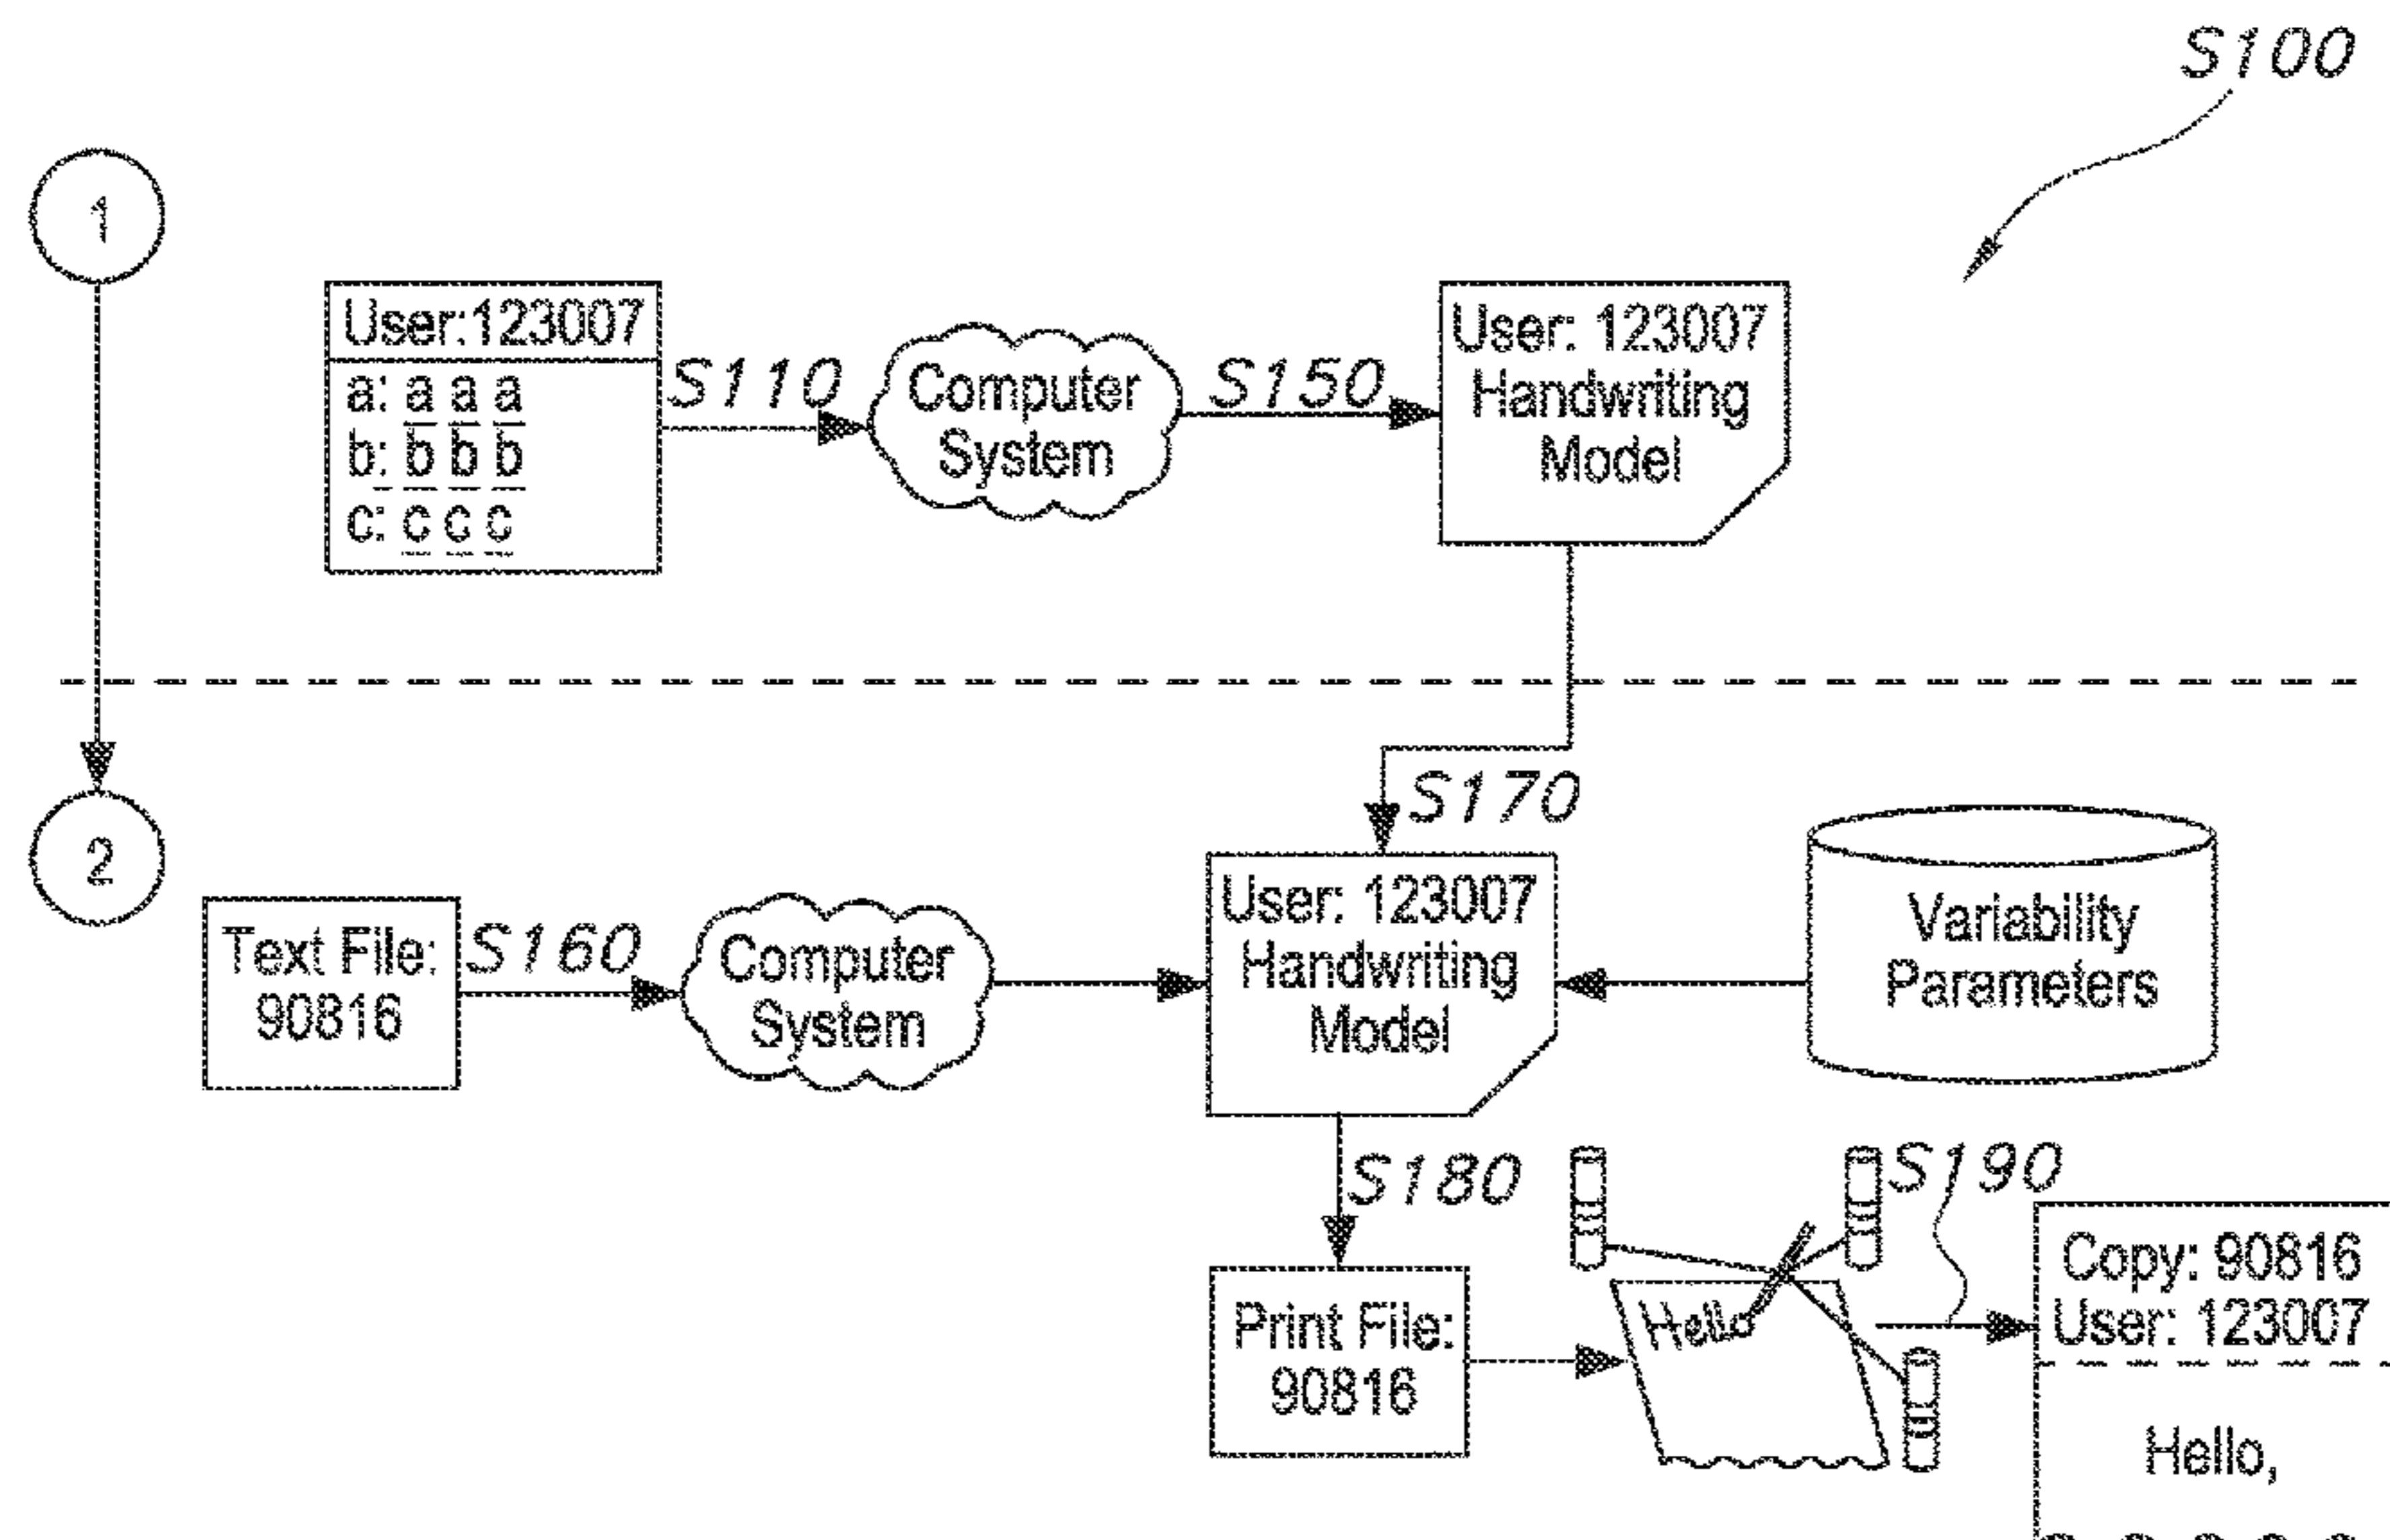 S100
1
User:123007
a: a a a
b: b b b
c: c c c
S110
Computer
System
S150
User: 123007
Handwriting
Model
S170
2
Text File:
90816
S160
Computer
System
User: 123007
Handwriting
Model
Variability
Parameters
S180
S190
Print File:
90816
Hello
Copy: 90816
User: 123007
Hello,